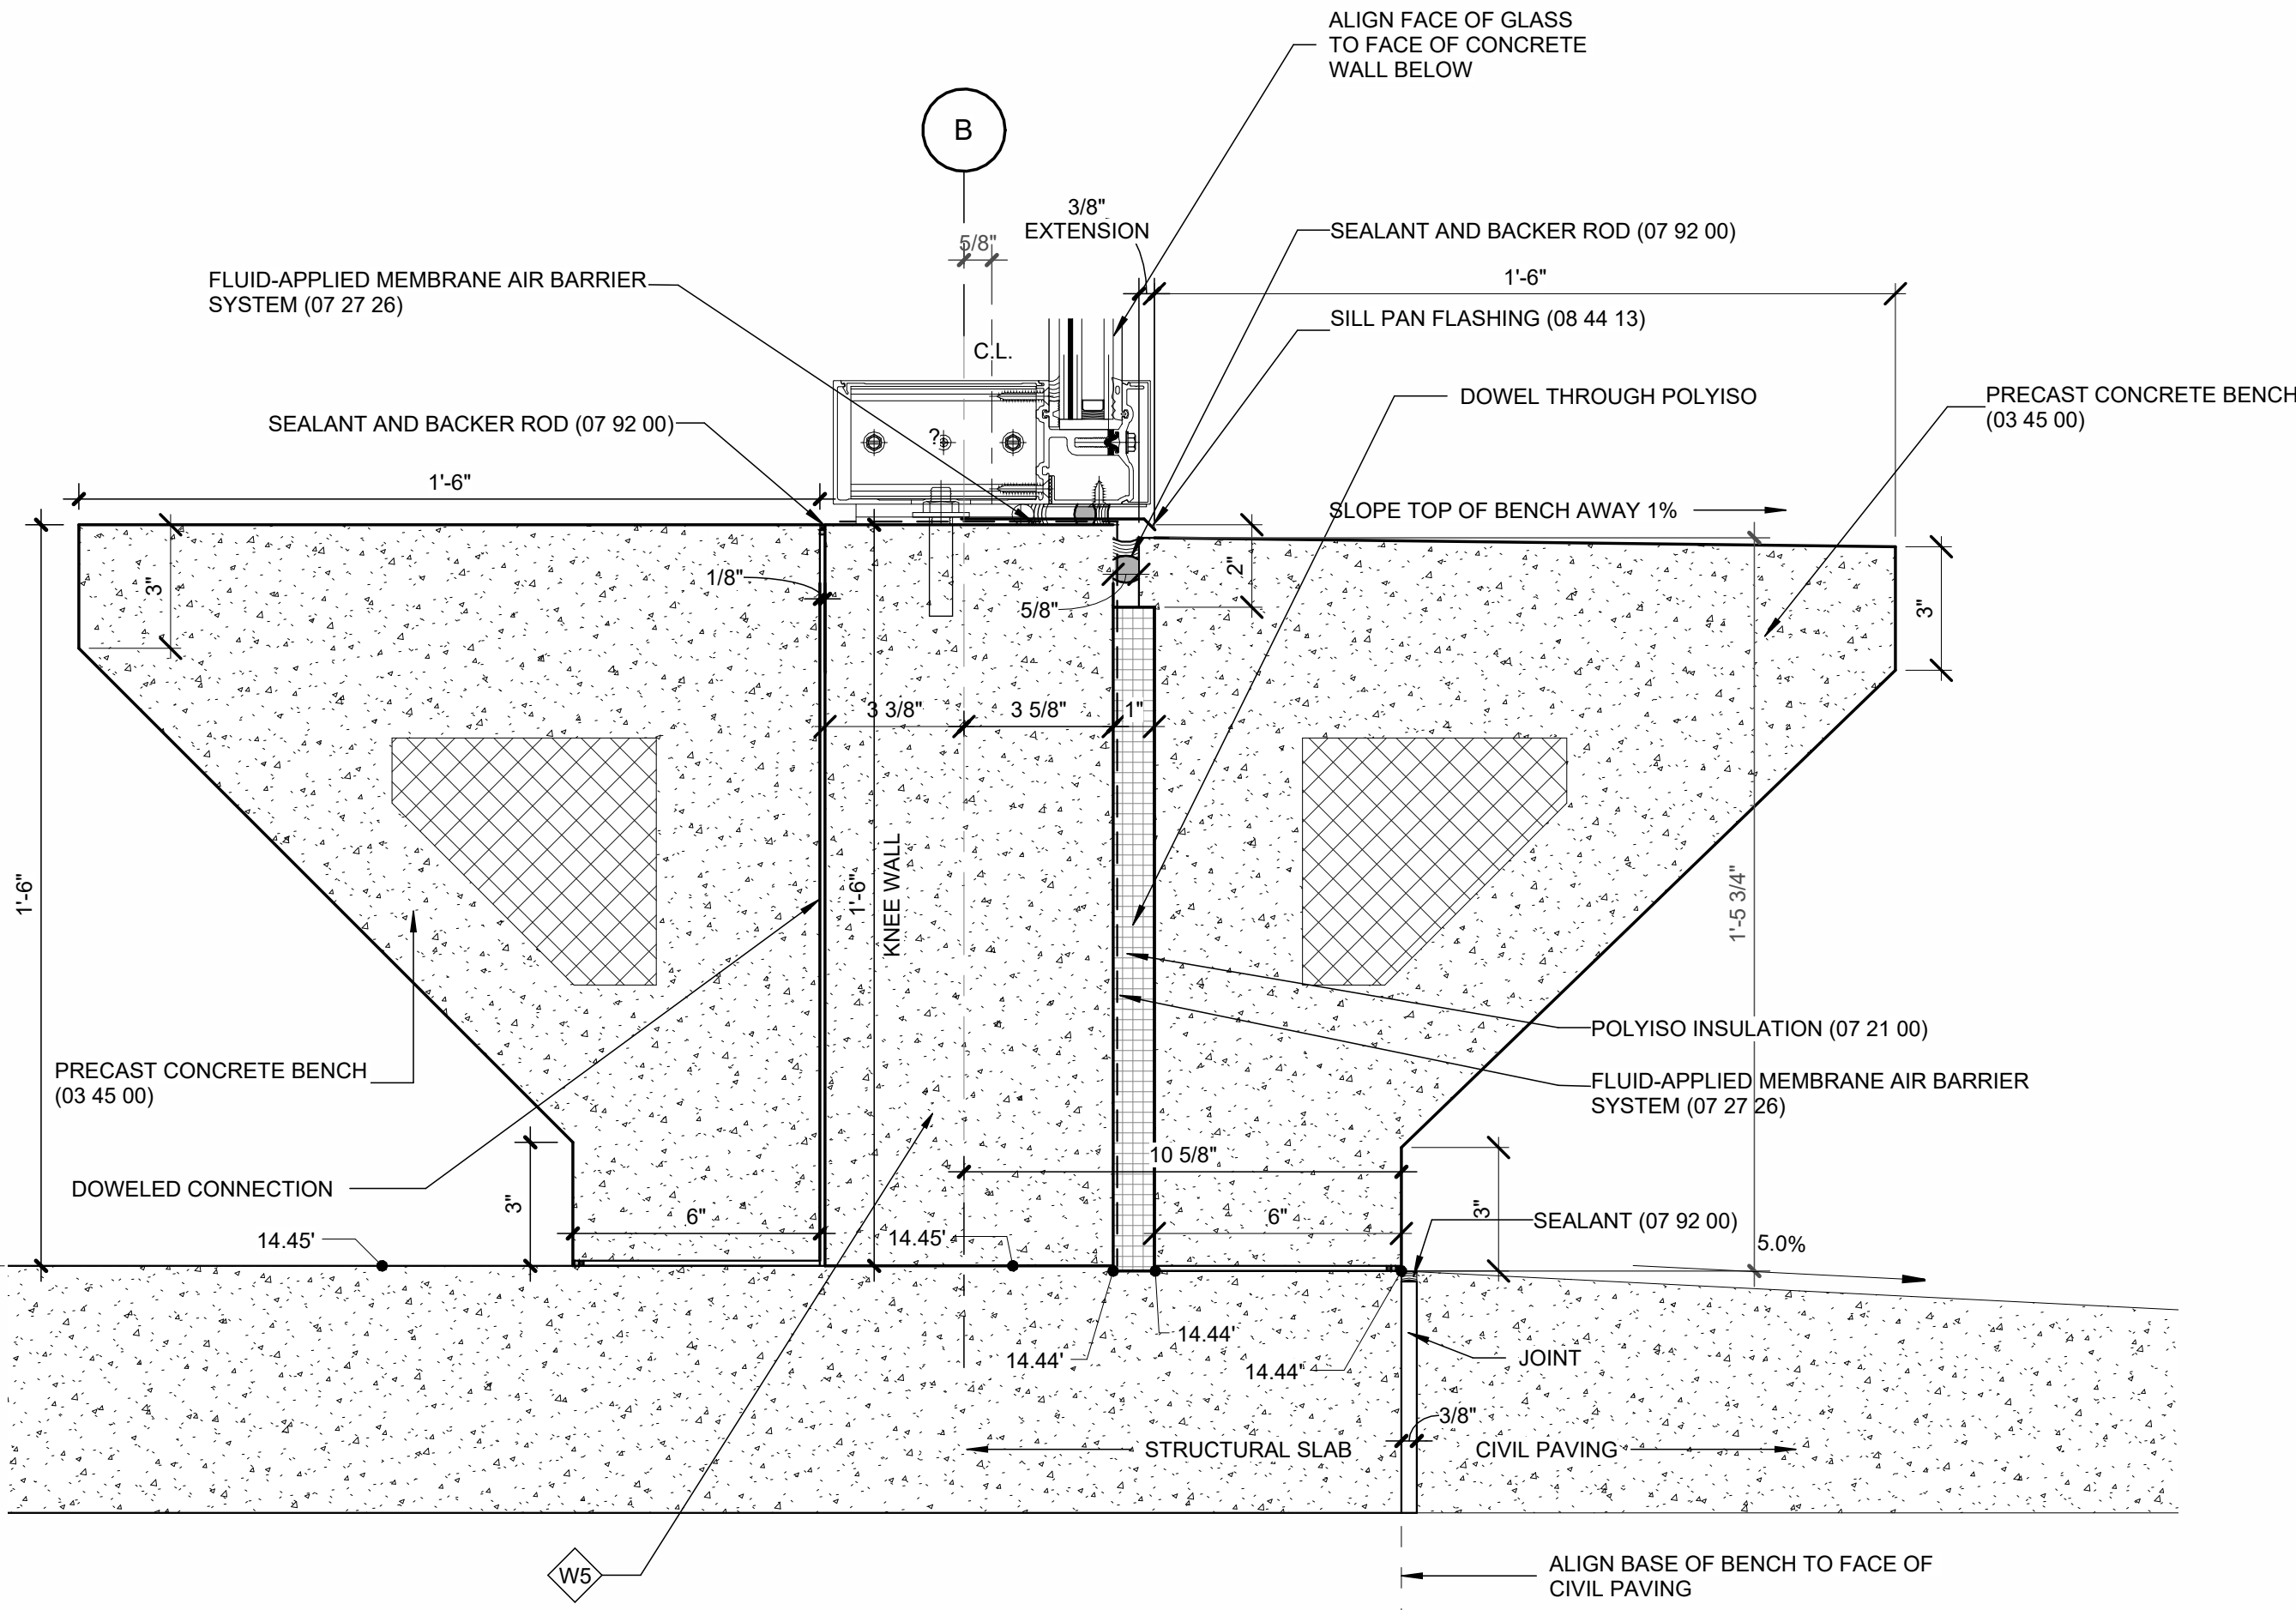 ALIGN FACE OF GLASS
TO FACE OF CONCRETE
WALL BELOW
B
3/8"
EXTENSION
5/8"
SEALANT AND BACKER ROD (07 92 00)
FLUID-APPLIED MEMBRANE AIR BARRIER
SYSTEM (07 27 26)
1'-6"
SILL PAN FLASHING (08 44 13)
C.L.
DOWEL THROUGH POLYISO
PRECAST CONCRETE BENCH
(03 45 00)
SEALANT AND BACKER ROD (07 92 00)
?
1'-6"
SLOPE TOP OF BENCH AWAY 1%
3"
1/8"
5/8"
2"
3"
3 3/8"
3 5/8"
1"
1'-6"
1'-6"
KNEE WALL
1'-5 3/4"
POLYISO INSULATION (07 21 00)
PRECAST CONCRETE BENCH
(03 45 00)
FLUID-APPLIED MEMBRANE AIR BARRIER
SYSTEM (07 27 26)
10 5/8"
DOWELED CONNECTION
3"
6"
6"
3"
SEALANT (07 92 00)
14.45'
14.45'
5.0%
14.44'
14.44'
14.44'
JOINT
3/8"
STRUCTURAL SLAB
CIVIL PAVING
W5
ALIGN BASE OF BENCH TO FACE OF
CIVIL PAVING